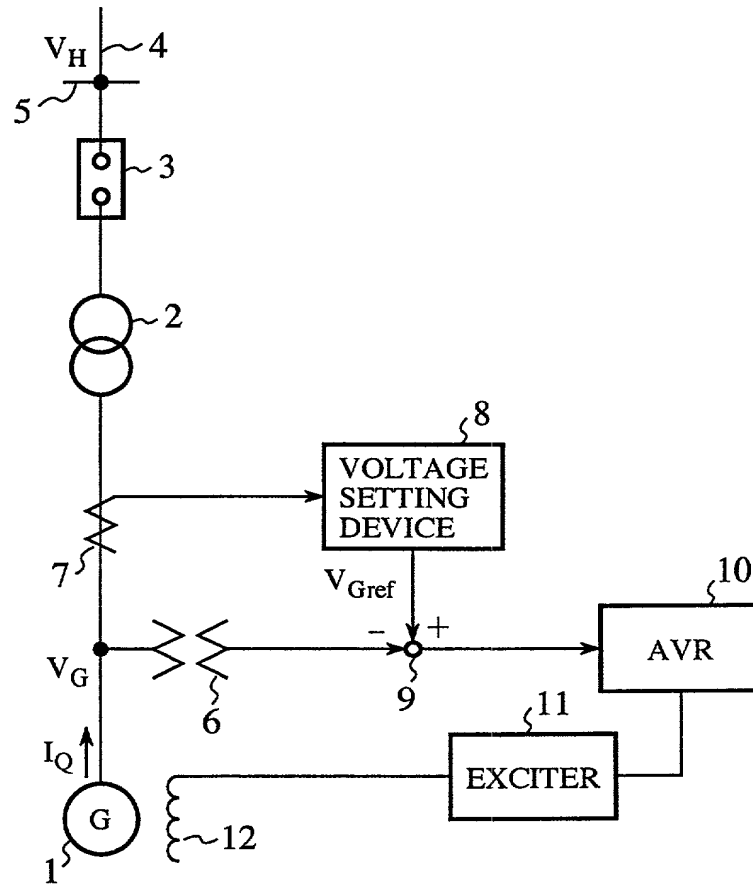 V_H
4
5
3
2
8
VOLTAGE
SETTING
DEVICE
7
V_Gref
10
− +
AVR
V_G
6
9
11
I_Q
EXCITER
G
12
1